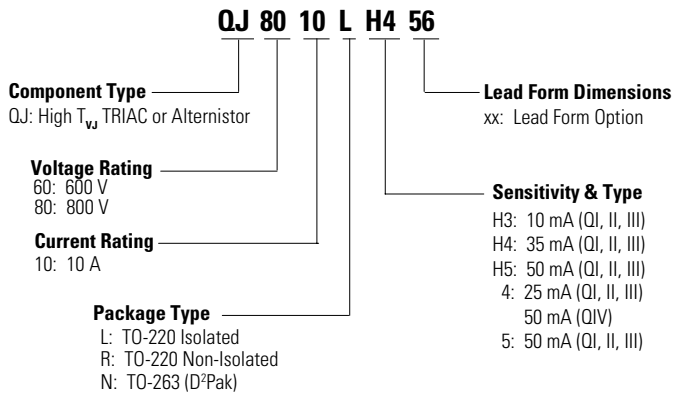 QJ 80 10 L H4 56
Component Type
QJ: High TVJ TRIAC or Alternistor
Voltage Rating
60: 600 V
80: 800 V
Current Rating
10: 10 A
Package Type
L: TO-220 Isolated
R: TO-220 Non-Isolated
N: TO-263 (D²Pak)
Lead Form Dimensions
xx: Lead Form Option
Sensitivity & Type
H3: 10 mA (QI, II, III)
H4: 35 mA (QI, II, III)
H5: 50 mA (QI, II, III)
4: 25 mA (QI, II, III)
50 mA (QIV)
5: 50 mA (QI, II, III)